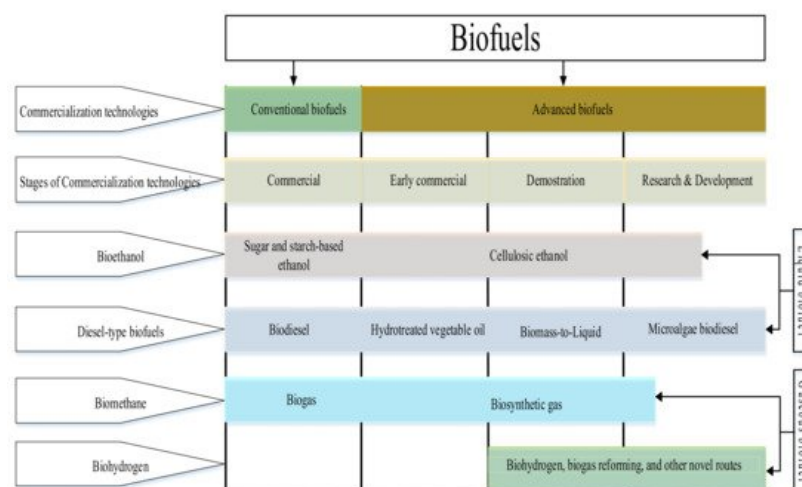 Biofuels
Commercialization technologies
Conventional biofuels
Advanced biofuels
Stages of Commercialization technologies
Commercial
Early commercial
Demostration
Research & Development
Bioethanol
Sugar and starch-based
ethanol
Cellulosic ethanol
Diesel-type biofuels
Biodiesel
Hydrotreated vegetable oil
Biomass-to-Liquid
Microalgae biodiesel
Biomethane
Biogas
Biosynthetic gas
Biohydrogen
Biohydrogen, biogas reforming, and other novel routes